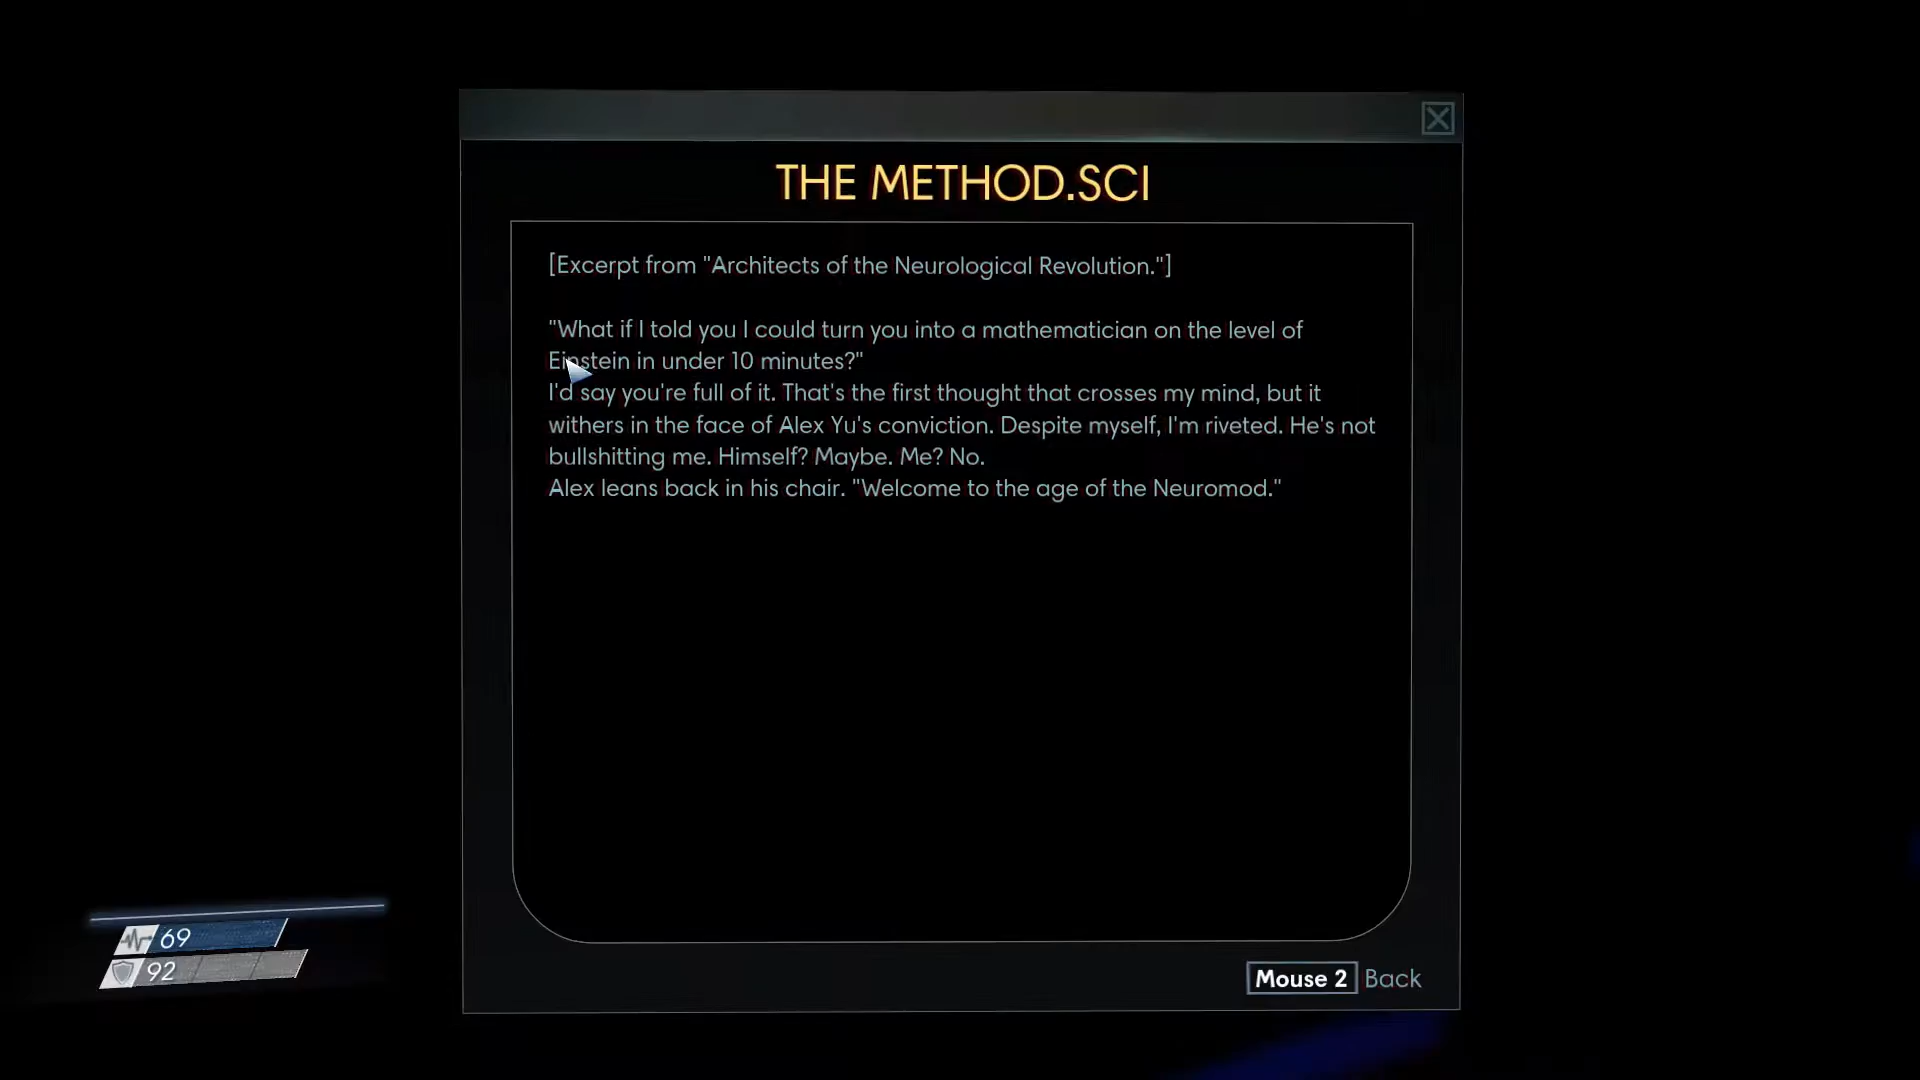 THE METHOD.SCI
[Excerpt from "Architects of the Neurological Revolution."]
"What if I told you I could turn you into a mathematician on the level of
Einstein in under 10 minutes?"
I'd say you're full of it. That's the first thought that crosses my mind, but it
withers in the face of Alex Yu's conviction. Despite myself, I'm riveted. He's not
bullshitting me. Himself? Maybe. Me? No.
Alex leans back in his chair. "Welcome to the age of the Neuromod."
69
92
Mouse 2 Back